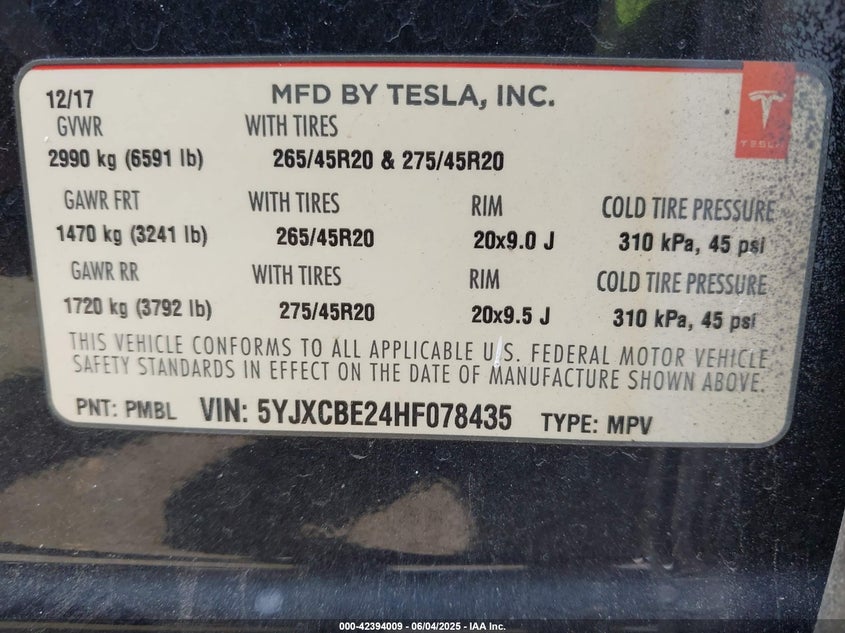 12/17 MFD BY TESLA, INC.
TESLA
GVWR WITH TIRES
2990 kg (6591 lb) 265/45R20 & 275/45R20
GAWR FRT WITH TIRES RIM COLD TIRE PRESSURE
1470 kg (3241 lb) 265/45R20 20x9.0 J 310 kPa, 45 psi
GAWR RR WITH TIRES RIM COLD TIRE PRESSURE
1720 kg (3792 lb) 275/45R20 20x9.5 J 310 kPa, 45 psi
THIS VEHICLE CONFORMS TO ALL APPLICABLE U.S. FEDERAL MOTOR VEHICLE
SAFETY STANDARDS IN EFFECT ON THE DATE OF MANUFACTURE SHOWN ABOVE.
PNT: PMBL VIN: 5YJXCBE24HF078435 TYPE: MPV
000-42394009 - 06/04/2025 - IAA Inc.